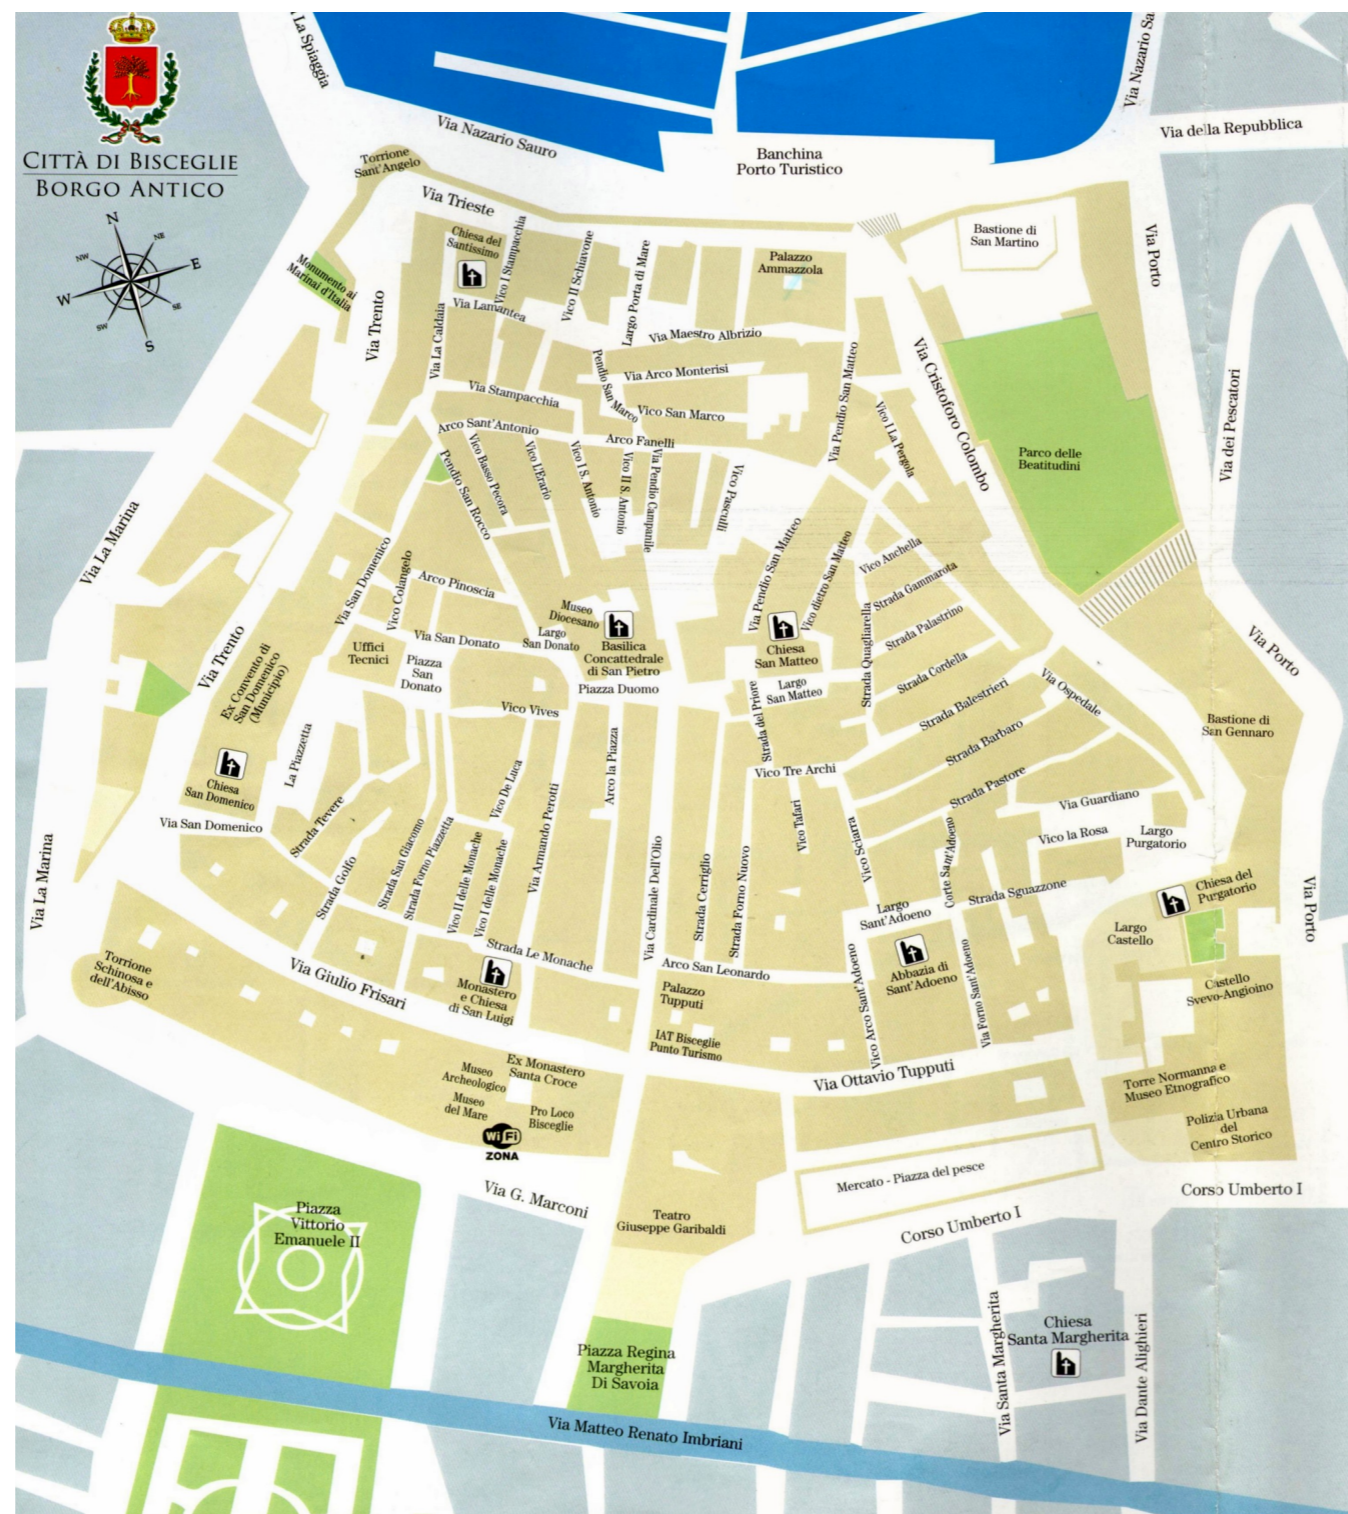 CITTÀ DI BISCEGLIE
BORGO ANTICO
N
NE
E
SE
S
SW
W
NW
Via La Spiaggia
Via Nazario Sauro
Via Nazario Sa
Via della Repubblica
Banchina
Porto Turistico
Torrione
Sant'Angelo
Via Trieste
Chiesa del
Santissimo
Vico I Stampacchia
Vico II Schiavone
Largo Porta di Mare
Palazzo
Ammazzola
Bastione di
San Martino
Via Porto
Monumento ai
Marinai d'Italia
Via Trento
Via Lamantea
Via La Caldaia
Via Maestro Albrizio
Via Arco Monterisi
Pendio San Marco
Vico San Marco
Via Stampacchia
Via Pendio San Matteo
Via Cristoforo Colombo
Vico I La Pergola
Via dei Pescatori
Parco delle
Beatitudini
Arco Sant'Antonio
Arco Fanelli
Pendio San Rocco
Vico Basso Pecora
Vico L'Erario
Vico I S. Antonio
Vico II S. Antonio
Via Pendio Campanile
Vico Pasculli
Via La Marina
Via San Domenico
Vico Colangelo
Arco Pinoscia
Via Pendio San Matteo
Vico dietro San Matteo
Vico Anchella
Strada Gammarota
Strada Palastrino
Strada Quagliarella
Strada Cordella
Museo
Diocesano
Largo
San Donato
Basilica
Concattedrale
di San Pietro
Chiesa
San Matteo
Largo
San Matteo
Via San Donato
Uffici
Tecnici
Piazza
San
Donato
Piazza Duomo
Via Trento
Ex Convento di
San Domenico
(Municipio)
Vico Vives
Strada del Priore
Strada Balestrieri
Strada Barbaro
Via Ospedale
Via Porto
Bastione di
San Gennaro
La Piazzetta
Arco la Piazza
Vico Tre Archi
Strada Pastore
Chiesa
San Domenico
Via San Domenico
Strada Tevere
Strada Golfo
Strada San Giacomo
Strada Forno Piazzetta
Vico De Luca
Vico II delle Monache
Vico I delle Monache
Via Armando Perotti
Via Cardinale Dell'Olio
Strada Cerriglio
Strada Forno Nuovo
Vico Tafari
Vico Sciarra
Corte Sant'Adoeno
Via Guardiano
Vico la Rosa
Largo
Purgatorio
Strada Sguazzone
Chiesa del
Purgatorio
Via Porto
Via La Marina
Largo
Sant'Adoeno
Largo
Castello
Strada Le Monache
Arco San Leonardo
Abbazia di
Sant'Adoeno
Vico Arco Sant'Adoeno
Via Forno Sant'Adoeno
Castello
Svevo-Angioino
Torrione
Schinosa e
dell'Abisso
Via Giulio Frisari
Monastero
e Chiesa
di San Luigi
Palazzo
Tupputi
IAT Bisceglie
Punto Turismo
Ex Monastero
Santa Croce
Museo
Archeologico
Museo
del Mare
Pro Loco
Bisceglie
Wi Fi
ZONA
Via Ottavio Tupputi
Torre Normanna e
Museo Etnografico
Polizia Urbana
del
Centro Storico
Mercato - Piazza del pesce
Corso Umberto I
Corso Umberto I
Via G. Marconi
Teatro
Giuseppe Garibaldi
Piazza
Vittorio
Emanuele II
Via Santa Margherita
Chiesa
Santa Margherita
Via Dante Alighieri
Piazza Regina
Margherita
Di Savoia
Via Matteo Renato Imbriani